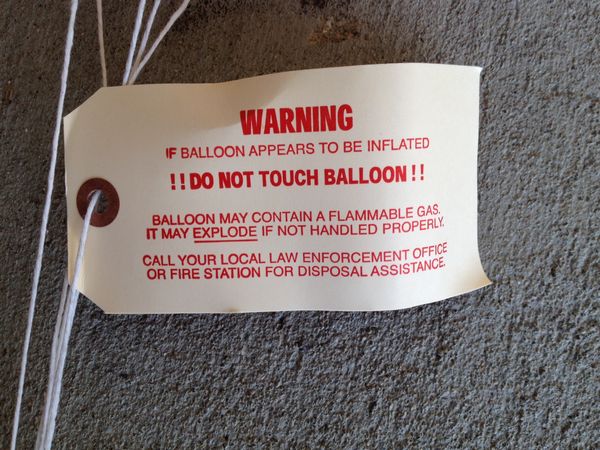 WARNING
IF BALLOON APPEARS TO BE INFLATED
!! DO NOT TOUCH BALLOON !!
BALLOON MAY CONTAIN A FLAMMABLE GAS.
IT MAY EXPLODE IF NOT HANDLED PROPERLY.
CALL YOUR LOCAL LAW ENFORCEMENT OFFICE
OR FIRE STATION FOR DISPOSAL ASSISTANCE.